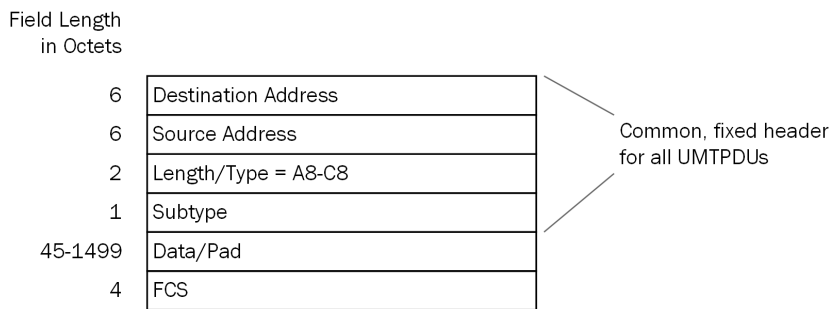 Field Length
in Octets
6 Destination Address
6 Source Address
Common, fixed header
for all UMTPDUs
2 Length/Type = A8-C8
1 Subtype
45-1499 Data/Pad
4 FCS